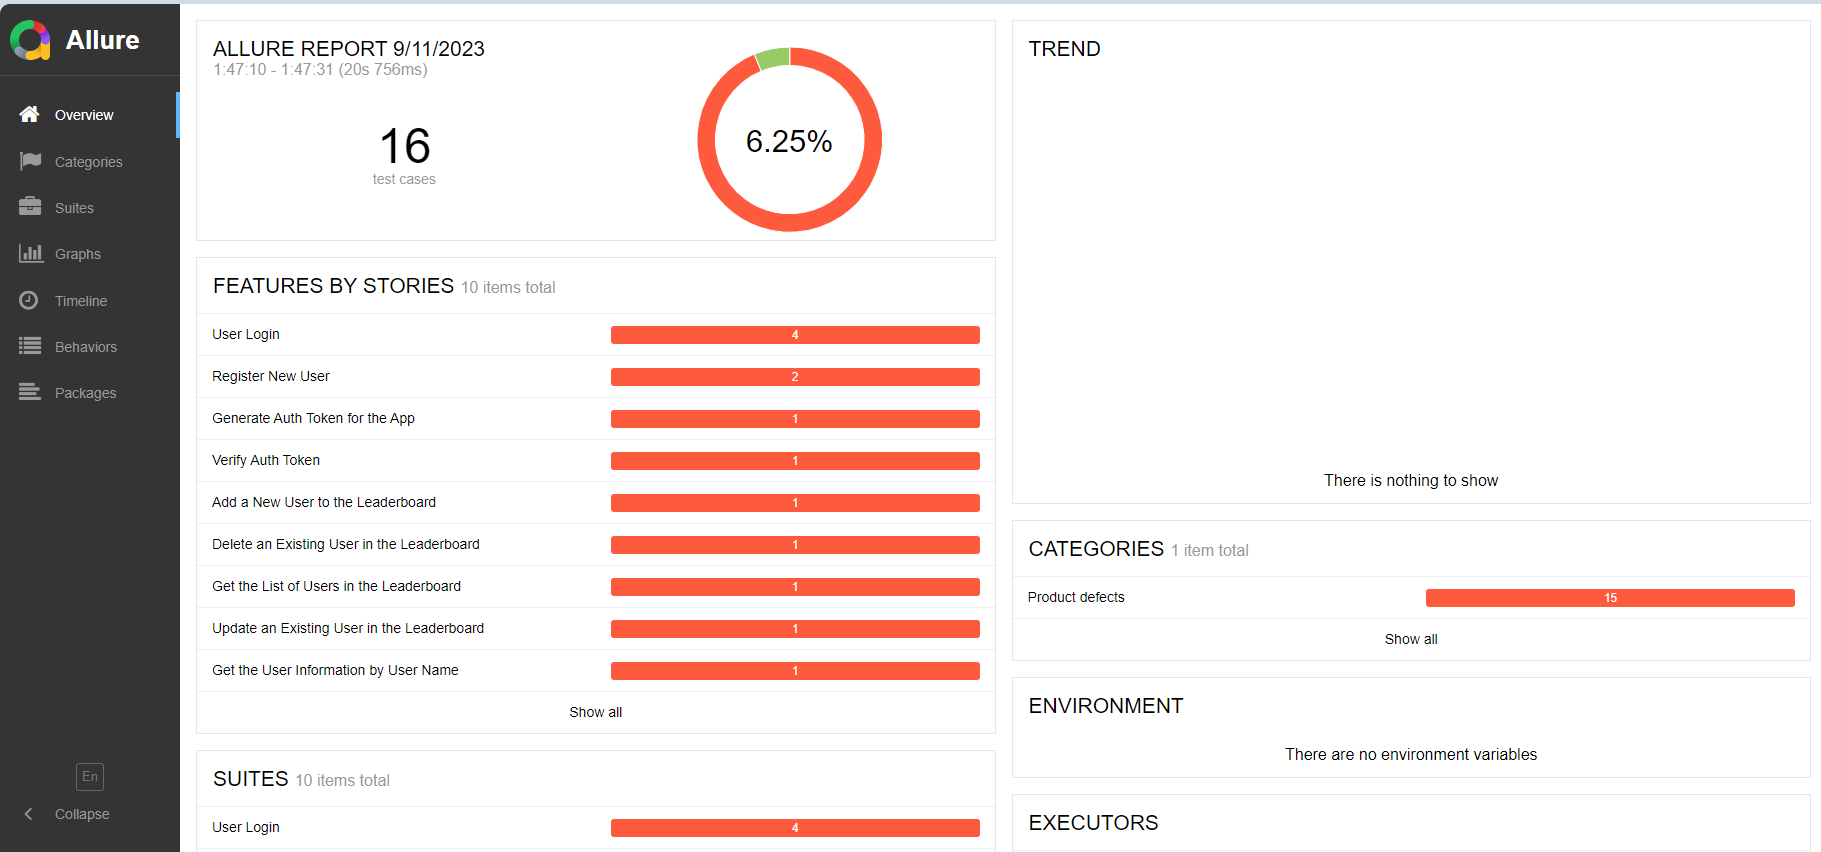 Allure
Overview
Categories
Suites
Graphs
Timeline
Behaviors
Packages
En
Collapse
ALLURE REPORT 9/11/2023
1:47:10 - 1:47:31 (20s 756ms)
16
test cases
6.25%
FEATURES BY STORIES 10 items total
User Login 4
Register New User 2
Generate Auth Token for the App 1
Verify Auth Token 1
Add a New User to the Leaderboard 1
Delete an Existing User in the Leaderboard 1
Get the List of Users in the Leaderboard 1
Update an Existing User in the Leaderboard 1
Get the User Information by User Name 1
Show all
SUITES 10 items total
User Login 4
TREND
There is nothing to show
CATEGORIES 1 item total
Product defects 15
Show all
ENVIRONMENT
There are no environment variables
EXECUTORS